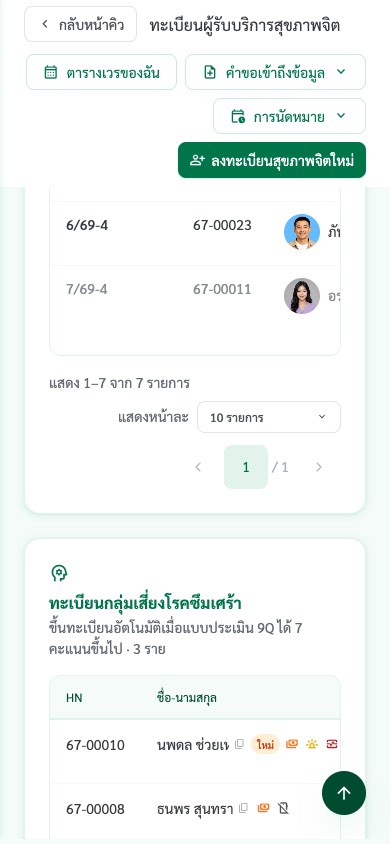 กลับหน้าคิว
ทะเบียนผู้รับบริการสุขภาพจิต
ตารางเวรของฉัน
คำขอเข้าถึงข้อมูล
การนัดหมาย
ลงทะเบียนสุขภาพจิตใหม่
6/69-4 67-00023
7/69-4 67-00011
แสดง 1–7 จาก 7 รายการ
แสดงหน้าละ 10 รายการ
1 / 1
ทะเบียนกลุ่มเสี่ยงโรคซึมเศร้า
ขึ้นทะเบียนอัตโนมัติเมื่อแบบประเมิน 9Q ได้ 7
คะแนนขึ้นไป · 3 ราย
HN ชื่อ-นามสกุล
67-00010 นพดล ใหม่
67-00008 ธนพร สุนทรา